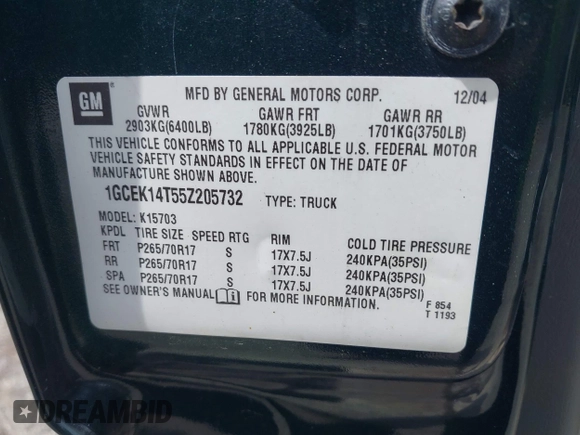 GM
MFD BY GENERAL MOTORS CORP. 12/04
GVWR GAWR FRT GAWR RR
2903KG(6400LB) 1780KG(3925LB) 1701KG(3750LB)
THIS VEHICLE CONFORMS TO ALL APPLICABLE U.S. FEDERAL MOTOR
VEHICLE SAFETY STANDARDS IN EFFECT ON THE DATE OF
MANUFACTURE SHOWN ABOVE.
1GCEK14T55Z205732 TYPE: TRUCK
MODEL: K15703
KPDL TIRE SIZE SPEED RTG RIM COLD TIRE PRESSURE
FRT P265/70R17 S 17X7.5J 240KPA(35PSI)
RR P265/70R17 S 17X7.5J 240KPA(35PSI)
SPA P265/70R17 S 17X7.5J 240KPA(35PSI)
SEE OWNER'S MANUAL FOR MORE INFORMATION.
F 854
T 1193
DREAMBID